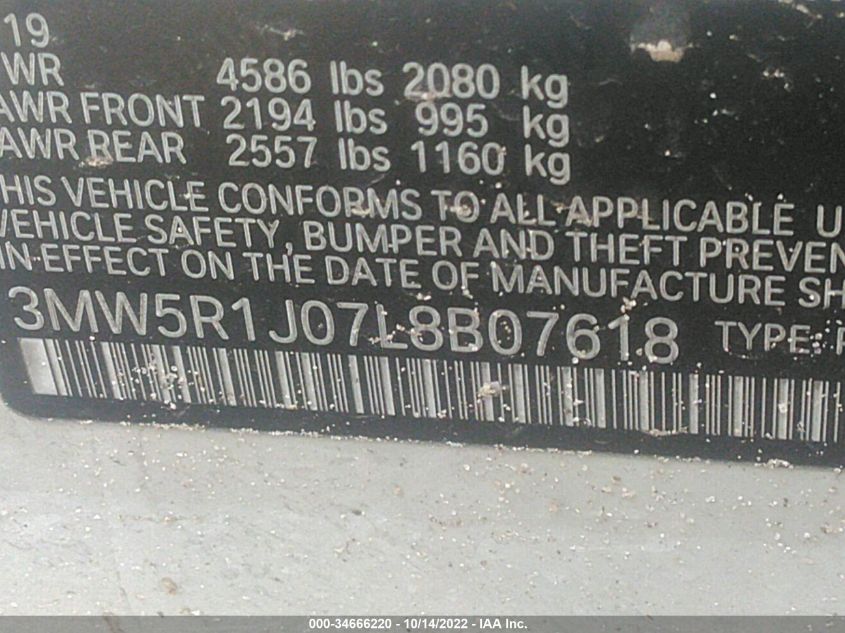 19
WR 4586 lbs 2080 kg
AWR FRONT 2194 lbs 995 kg
AWR REAR 2557 lbs 1160 kg
HIS VEHICLE CONFORMS TO ALL APPLICABLE U
VEHICLE SAFETY, BUMPER AND THEFT PREVEN
IN EFFECT ON THE DATE OF MANUFACTURE SH
3MW5R1J07L8B07618 TYPE: P
000-34666220 - 10/14/2022 - IAA Inc.